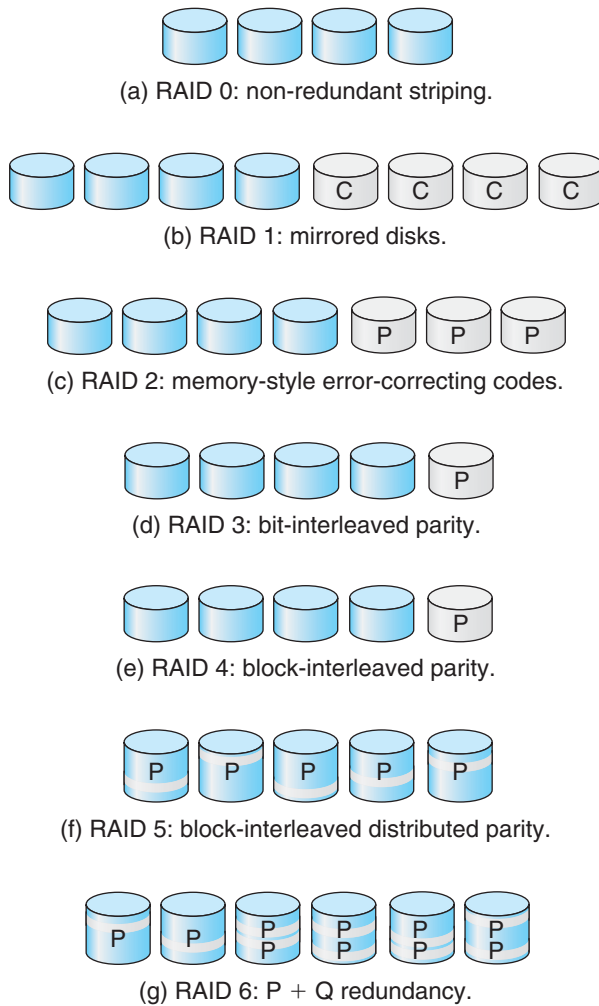 (a) RAID 0: non-redundant striping.
C C C C
(b) RAID 1: mirrored disks.
P P P
(c) RAID 2: memory-style error-correcting codes.
P
(d) RAID 3: bit-interleaved parity.
P
(e) RAID 4: block-interleaved parity.
P P P P P
(f) RAID 5: block-interleaved distributed parity.
P P P P P P
P P P P
(g) RAID 6: P + Q redundancy.